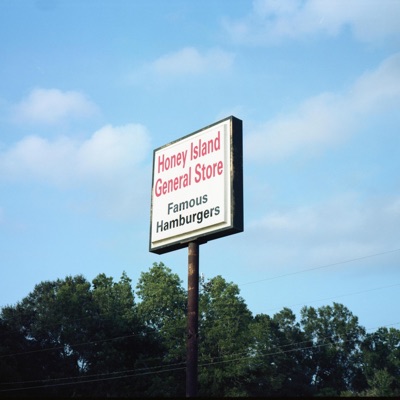 Honey Island
General Store
Famous
Hamburgers